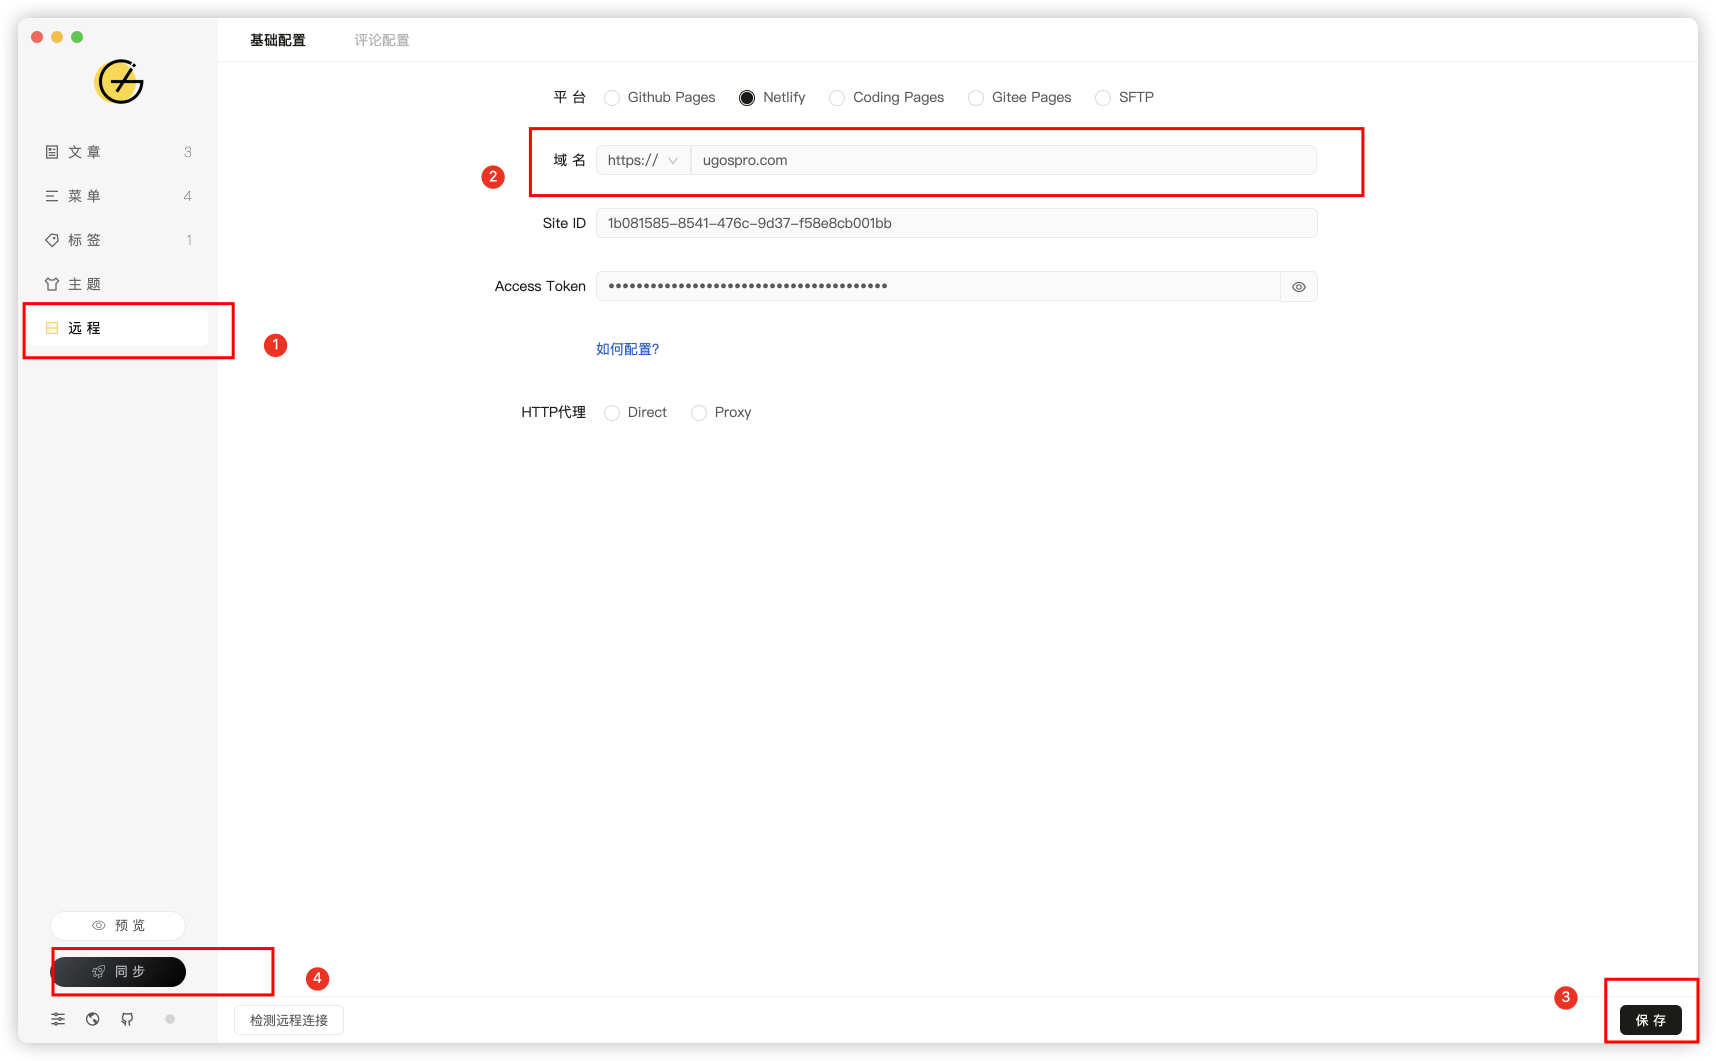 基础配置 评论配置
平台 Github Pages Netlify Coding Pages Gitee Pages SFTP
文章 3
域名 https:// ugospro.com
2
菜单 4
Site ID 1b081585-8541-476c-9d37-f58e8cb001bb
标签 1
主题
Access Token ••••••••••••••••••••••••••••••••••••••••
远程
1
如何配置?
HTTP代理 Direct Proxy
预览
同步
4
3
检测远程连接
保存